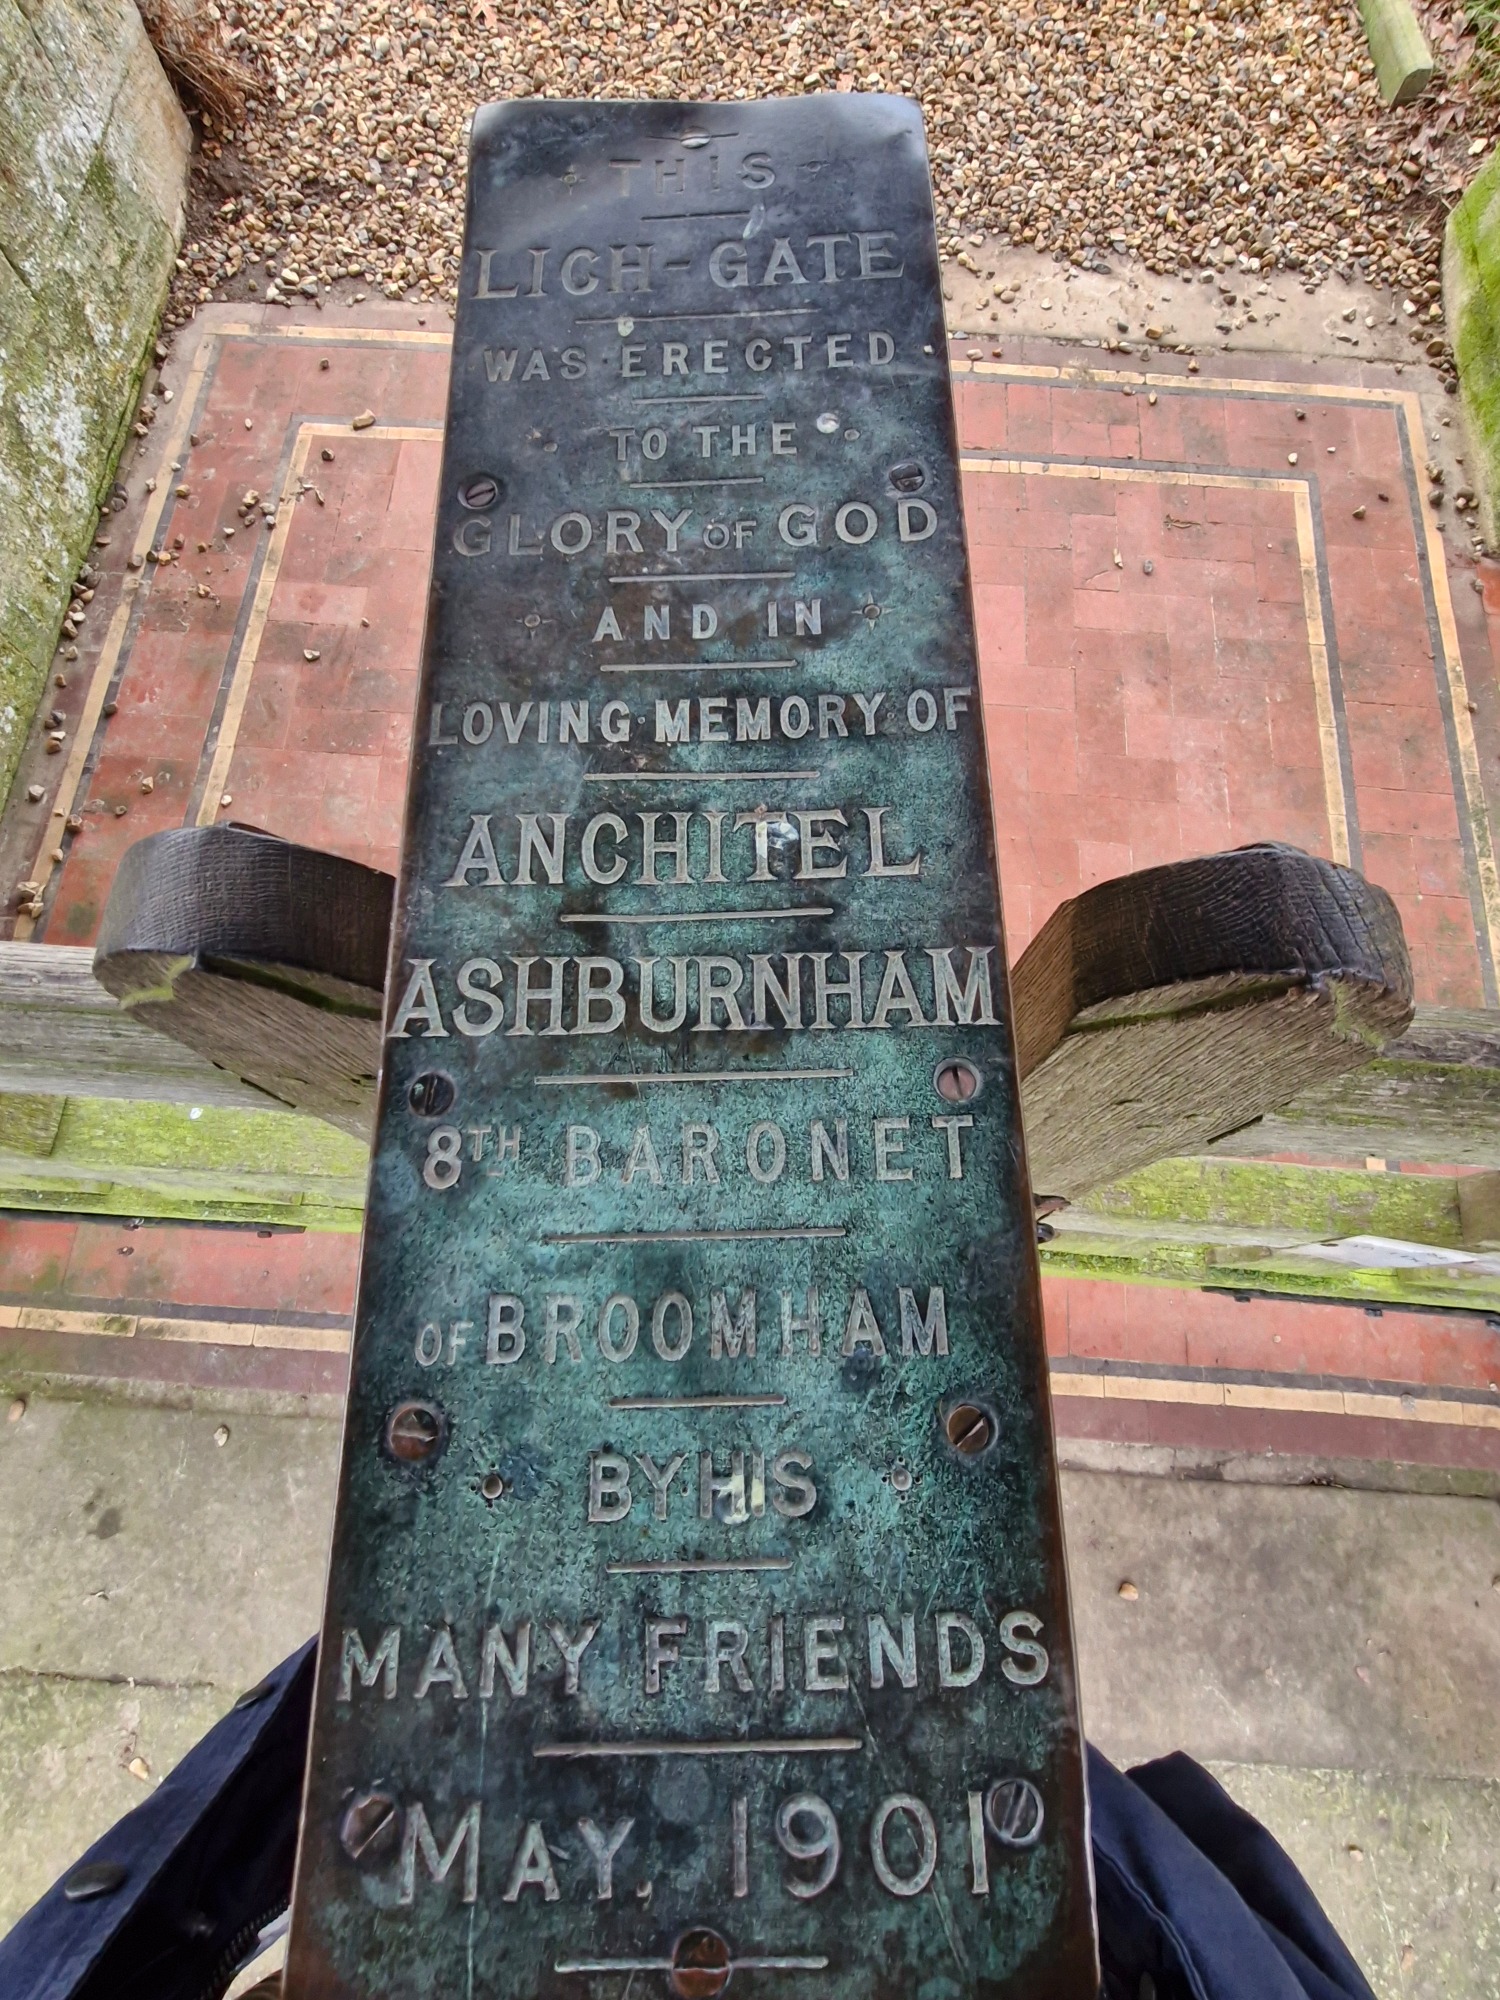 THIS
LICH-GATE
WAS ERECTED
TO THE
GLORY OF GOD
AND IN
LOVING MEMORY OF
ANCHITEL
ASHBURNHAM
8TH BARONET
OF BROOMHAM
BY HIS
MANY FRIENDS
MAY, 1901